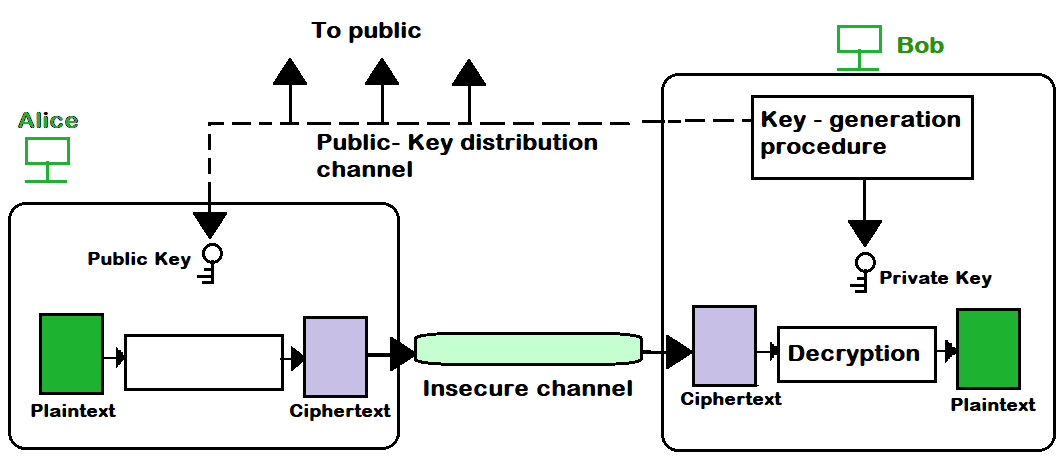 To public
Bob
Alice
Key - generation
procedure
Public- Key distribution
channel
Public Key
Private Key
Decryption
Insecure channel
Plaintext
Ciphertext
Ciphertext
Plaintext